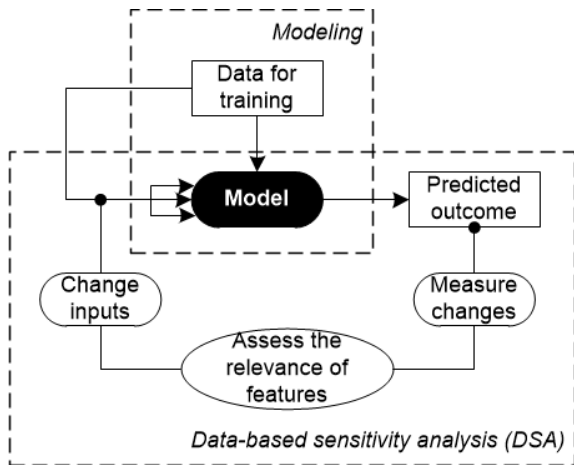 Modeling
Data for
training
Model
Predicted
outcome
Change
inputs
Measure
changes
Assess the
relevance of
features
Data-based sensitivity analysis (DSA)